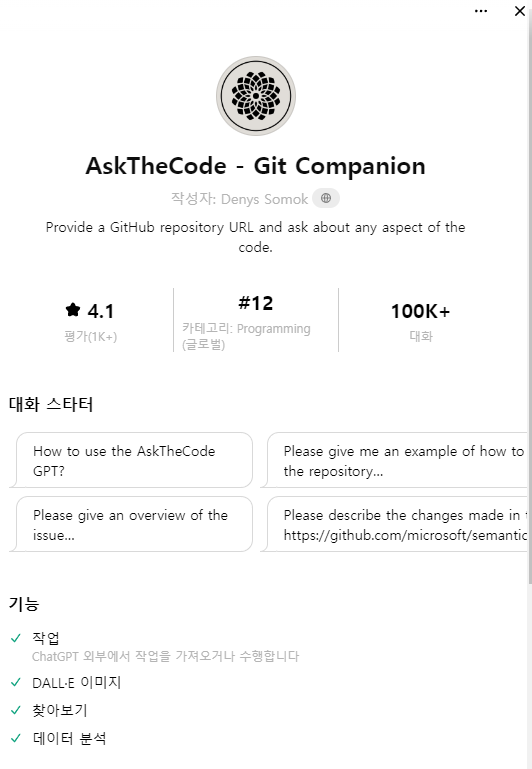 AskTheCode - Git Companion
작성자: Denys Somok
Provide a GitHub repository URL and ask about any aspect of the
code.
4.1
평가(1K+)
#12
카테고리: Programming
(글로벌)
100K+
대화
대화 스타터
How to use the AskTheCode
GPT?
Please give me an example of how to
the repository...
Please give an overview of the
issue...
Please describe the changes made in
https://github.com/microsoft/semantic
기능
작업
ChatGPT 외부에서 작업을 가져오거나 수행합니다
DALL·E 이미지
찾아보기
데이터 분석